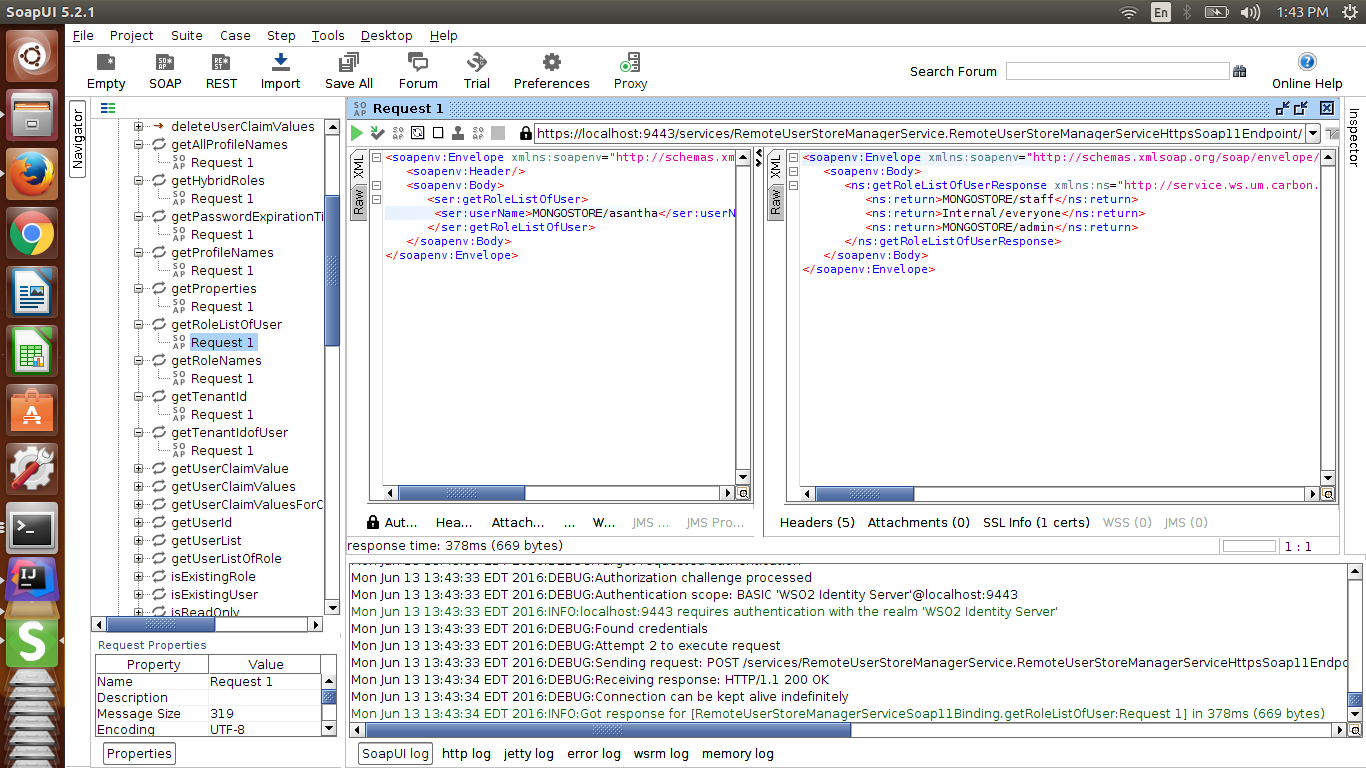 SoapUI 5.2.1
En
1:43 PM
File Project Suite Case Step Tools Desktop Help
Empty SOAP REST Import Save All Forum Trial Preferences Proxy
Search Forum
Online Help
Navigator
deleteUserClaimValues
getAllProfileNames
Request 1
getHybridRoles
Request 1
getPasswordExpirationTi
Request 1
getProfileNames
Request 1
getProperties
Request 1
getRoleListOfUser
Request 1
getRoleNames
Request 1
getTenantId
Request 1
getTenantIdofUser
Request 1
getUserClaimValue
getUserClaimValues
getUserClaimValuesForC
getUserId
getUserList
getUserListOfRole
isExistingRole
isExistingUser
isReadOnly
Request Properties
Property Value
Name Request 1
Description
Message Size 319
Encoding UTF-8
Properties
Request 1
https://localhost:9443/services/RemoteUserStoreManagerService.RemoteUserStoreManagerServiceHttpsSoap11Endpoint/
XML
Raw
<soapenv:Envelope xmlns:soapenv="http://schemas.xm
<soapenv:Header/>
<soapenv:Body>
<ser:getRoleListOfUser>
<ser:userName>MONGOSTORE/asantha</ser:userN
</ser:getRoleListOfUser>
</soapenv:Body>
</soapenv:Envelope>
Aut... Hea... Attach... ... W... JMS ... JMS Pro...
XML
Raw
<soapenv:Envelope xmlns:soapenv="http://schemas.xmlsoap.org/soap/envelope/
<soapenv:Body>
<ns:getRoleListOfUserResponse xmlns:ns="http://service.ws.um.carbon.
<ns:return>MONGOSTORE/staff</ns:return>
<ns:return>Internal/everyone</ns:return>
<ns:return>MONGOSTORE/admin</ns:return>
</ns:getRoleListOfUserResponse>
</soapenv:Body>
</soapenv:Envelope>
Headers (5) Attachments (0) SSL Info (1 certs) WSS (0) JMS (0)
response time: 378ms (669 bytes)
1 : 1
Inspector
Mon Jun 13 13:43:33 EDT 2016:DEBUG:Authorization challenge processed
Mon Jun 13 13:43:33 EDT 2016:DEBUG:Authentication scope: BASIC 'WSO2 Identity Server'@localhost:9443
Mon Jun 13 13:43:33 EDT 2016:INFO:localhost:9443 requires authentication with the realm 'WSO2 Identity Server'
Mon Jun 13 13:43:33 EDT 2016:DEBUG:Found credentials
Mon Jun 13 13:43:33 EDT 2016:DEBUG:Attempt 2 to execute request
Mon Jun 13 13:43:33 EDT 2016:DEBUG:Sending request: POST /services/RemoteUserStoreManagerService.RemoteUserStoreManagerServiceHttpsSoap11Endpo
Mon Jun 13 13:43:34 EDT 2016:DEBUG:Receiving response: HTTP/1.1 200 OK
Mon Jun 13 13:43:34 EDT 2016:DEBUG:Connection can be kept alive indefinitely
Mon Jun 13 13:43:34 EDT 2016:INFO:Got response for [RemoteUserStoreManagerServiceSoap11Binding.getRoleListOfUser:Request 1] in 378ms (669 bytes)
SoapUI log http log jetty log error log wsrm log memory log